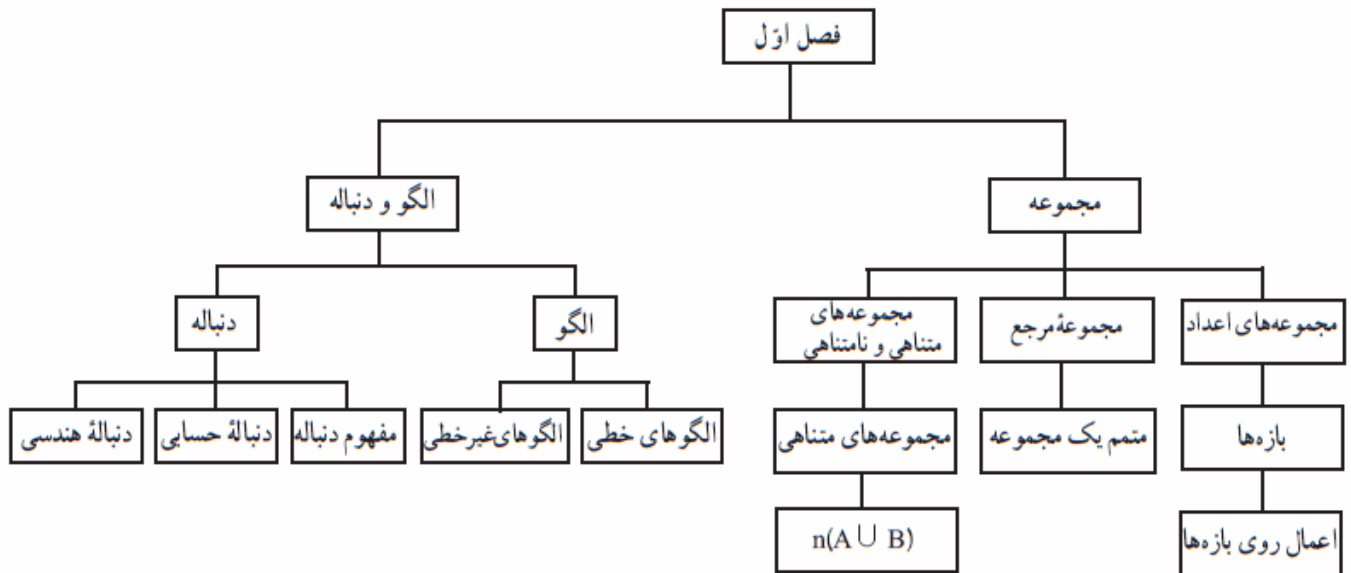 فصل اوّل
مجموعه
الگو و دنباله
مجموعه‌های اعداد
مجموعهٔ مرجع
مجموعه‌های
متناهی و نامتناهی
الگو
دنباله
بازه‌ها
متمم یک مجموعه
مجموعه‌های متناهی
الگوهای خطی
الگوهای غیرخطی
مفهوم دنباله
دنبالهٔ حسابی
دنبالهٔ هندسی
اعمال روی بازه‌ها
n(A ∪ B)